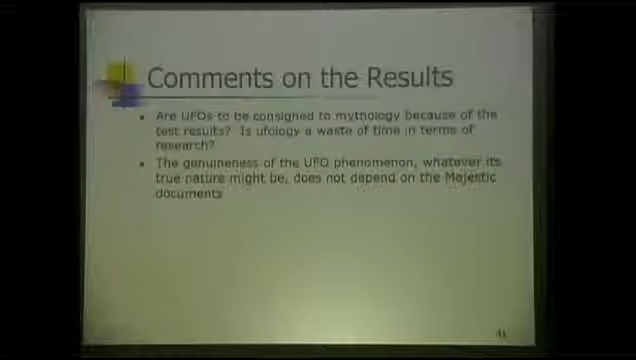 Comments on the Results
Are UFOs to be consigned to mythology because of the
test results? Is ufology a waste of time in terms of
research?
The genuineness of the UFO phenomenon, whatever its
true nature might be, does not depend on the Majestic
documents